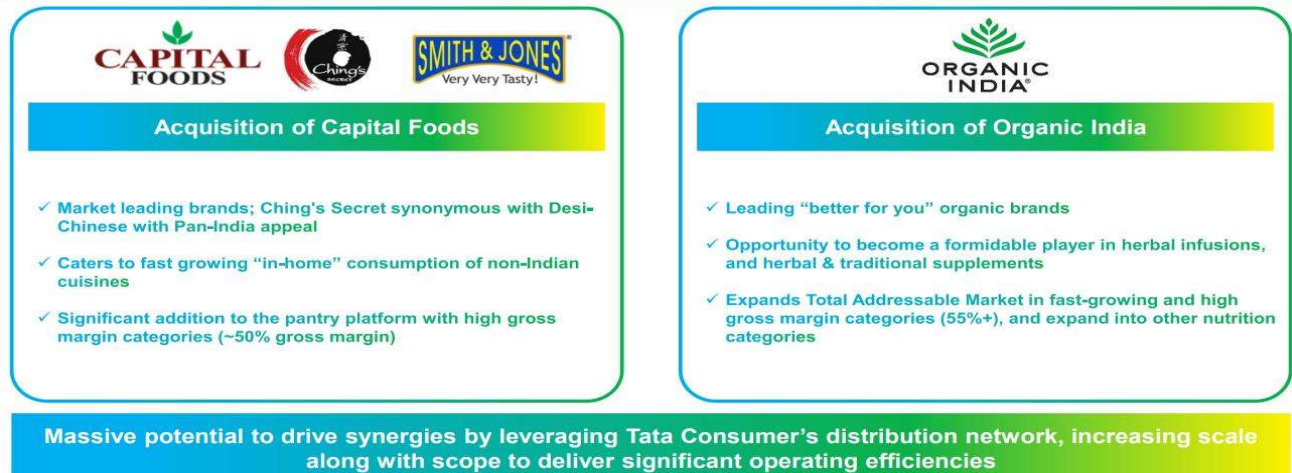 CAPITAL
FOODS
Ching's
SECRET
SMITH & JONES®
Very Very Tasty!
Acquisition of Capital Foods
✓ Market leading brands; Ching's Secret synonymous with Desi-
Chinese with Pan-India appeal
✓ Caters to fast growing “in-home” consumption of non-Indian
cuisines
✓ Significant addition to the pantry platform with high gross
margin categories (~50% gross margin)
ORGANIC
INDIA®
Acquisition of Organic India
✓ Leading “better for you” organic brands
✓ Opportunity to become a formidable player in herbal infusions,
and herbal & traditional supplements
✓ Expands Total Addressable Market in fast-growing and high
gross margin categories (55%+), and expand into other nutrition
categories
Massive potential to drive synergies by leveraging Tata Consumer’s distribution network, increasing scale
along with scope to deliver significant operating efficiencies